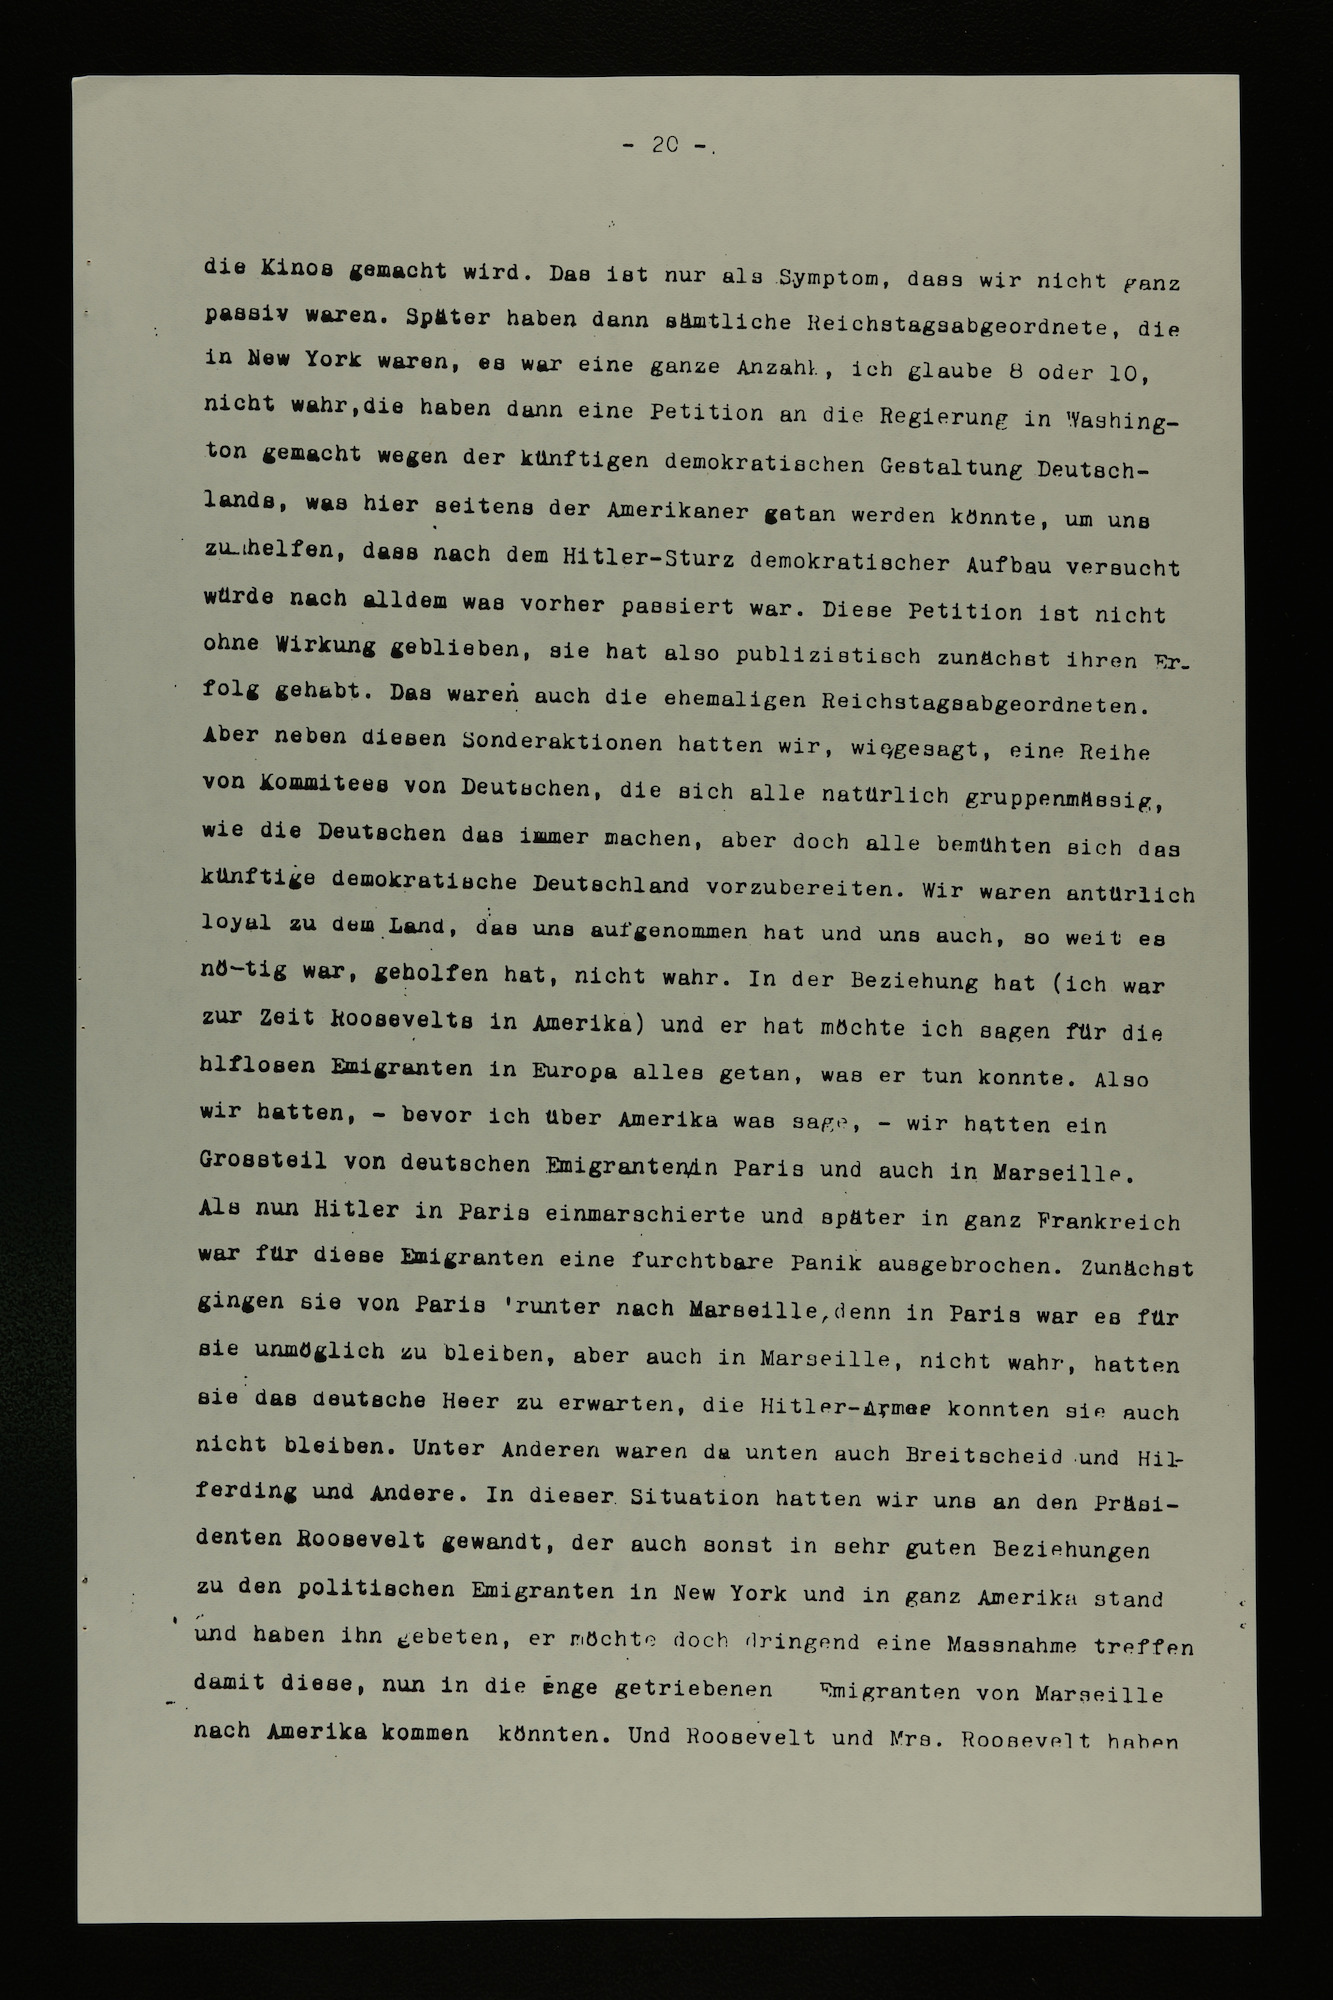 - 20 -.
die Kinos gemacht wird. Das ist nur als Symptom, dass wir nicht ganz
passiv waren. Später haben dann sämtliche Reichstagsabgeordnete, die
in New York waren, es war eine ganze Anzahl, ich glaube 8 oder 10,
nicht wahr,die haben dann eine Petition an die Regierung in Washing-
ton gemacht wegen der künftigen demokratischen Gestaltung Deutsch-
lands, was hier seitens der Amerikaner getan werden könnte, um uns
zu helfen, dass nach dem Hitler-Sturz demokratischer Aufbau versucht
würde nach alldem was vorher passiert war. Diese Petition ist nicht
ohne Wirkung geblieben, sie hat also publizistisch zunächst ihren Er-
folg gehabt. Das waren auch die ehemaligen Reichstagsabgeordneten.
Aber neben diesen Sonderaktionen hatten wir, wie gesagt, eine Reihe
von Kommitees von Deutschen, die sich alle natürlich gruppenmässig,
wie die Deutschen das immer machen, aber doch alle bemühten sich das
künftige demokratische Deutschland vorzubereiten. Wir waren antürlich
loyal zu dem Land, das uns aufgenommen hat und uns auch, so weit es
nö-tig war, geholfen hat, nicht wahr. In der Beziehung hat (ich war
zur Zeit Roosevelts in Amerika) und er hat möchte ich sagen für die
hlflosen Emigranten in Europa alles getan, was er tun konnte. Also
wir hatten, - bevor ich über Amerika was sage, - wir hatten ein
Grossteil von deutschen Emigranten/in Paris und auch in Marseille.
Als nun Hitler in Paris einmarschierte und später in ganz Frankreich
war für diese Emigranten eine furchtbare Panik ausgebrochen. Zunächst
gingen sie von Paris 'runter nach Marseille,denn in Paris war es für
sie unmöglich zu bleiben, aber auch in Marseille, nicht wahr, hatten
sie das deutsche Heer zu erwarten, die Hitler-Armee konnten sie auch
nicht bleiben. Unter Anderen waren da unten auch Breitscheid und Hil-
ferding und Andere. In dieser Situation hatten wir uns an den Präsi-
denten Roosevelt gewandt, der auch sonst in sehr guten Beziehungen
zu den politischen Emigranten in New York und in ganz Amerika stand
und haben ihn gebeten, er möchte doch dringend eine Massnahme treffen
damit diese, nun in die enge getriebenen Emigranten von Marseille
nach Amerika kommen könnten. Und Roosevelt und Mrs. Roosevelt haben